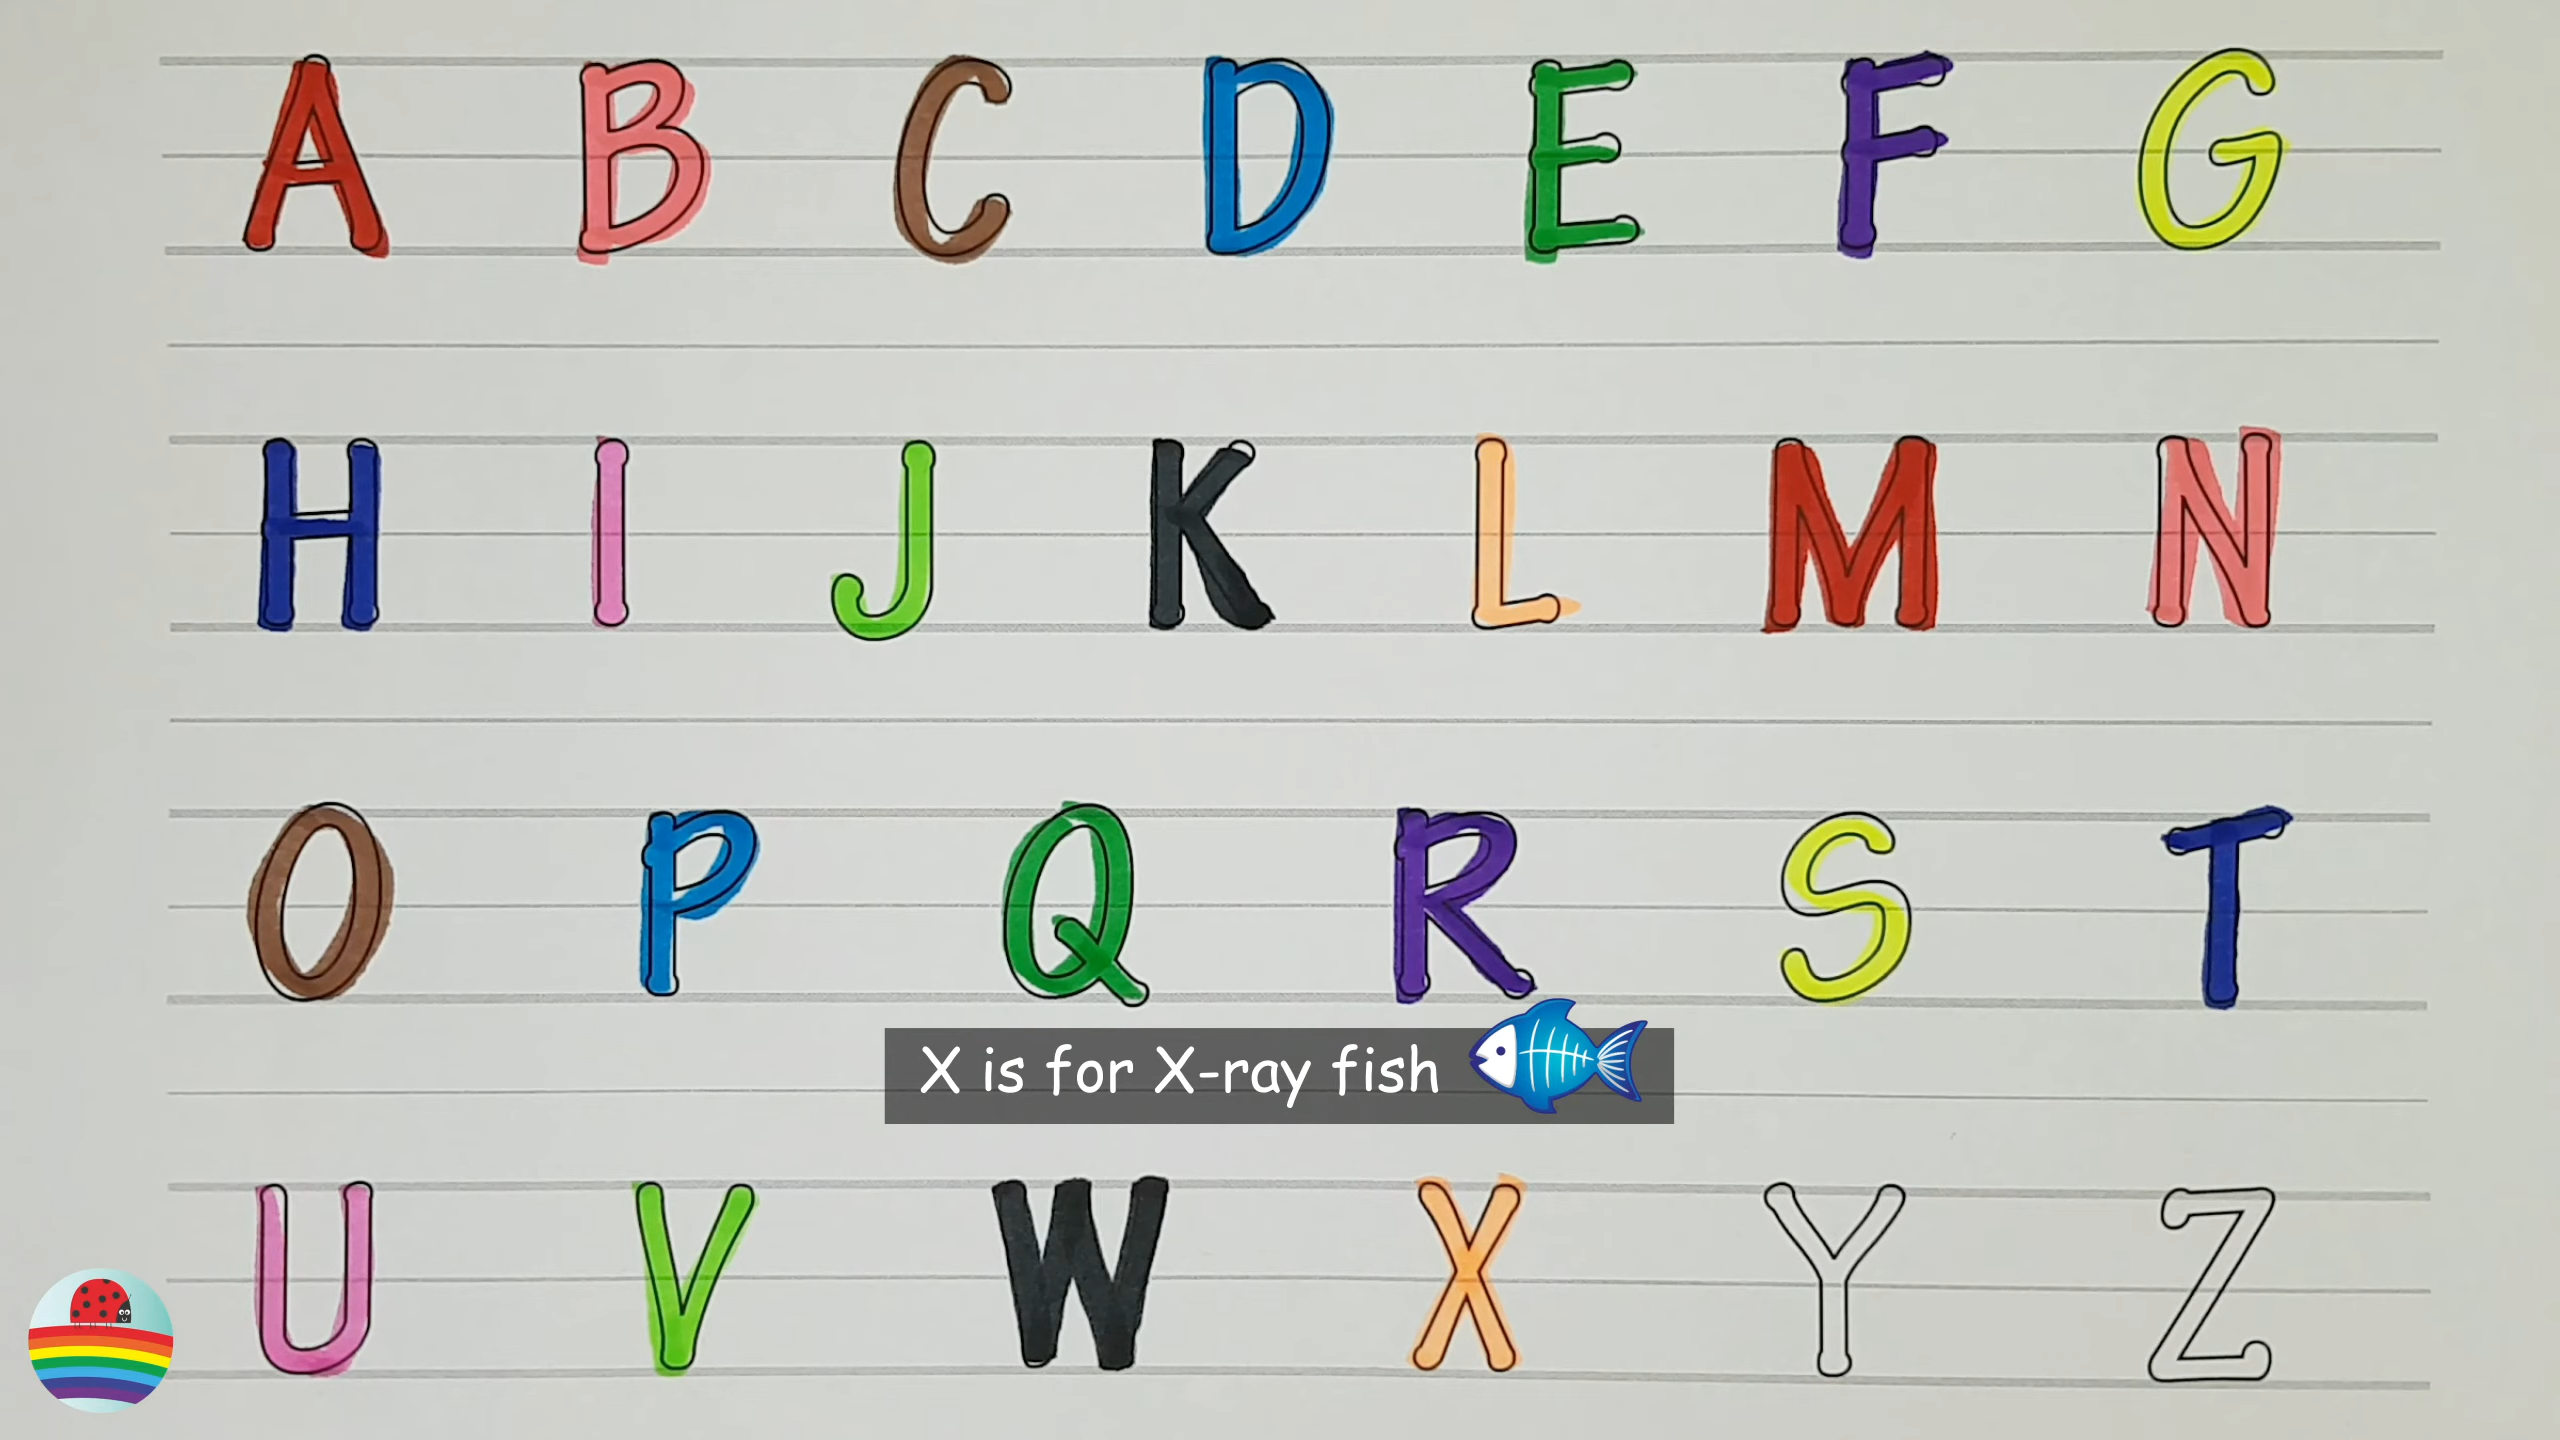 A B C D E F G
H I J K L M N
O P Q R S T
X is for X-ray fish
U V W X Y Z